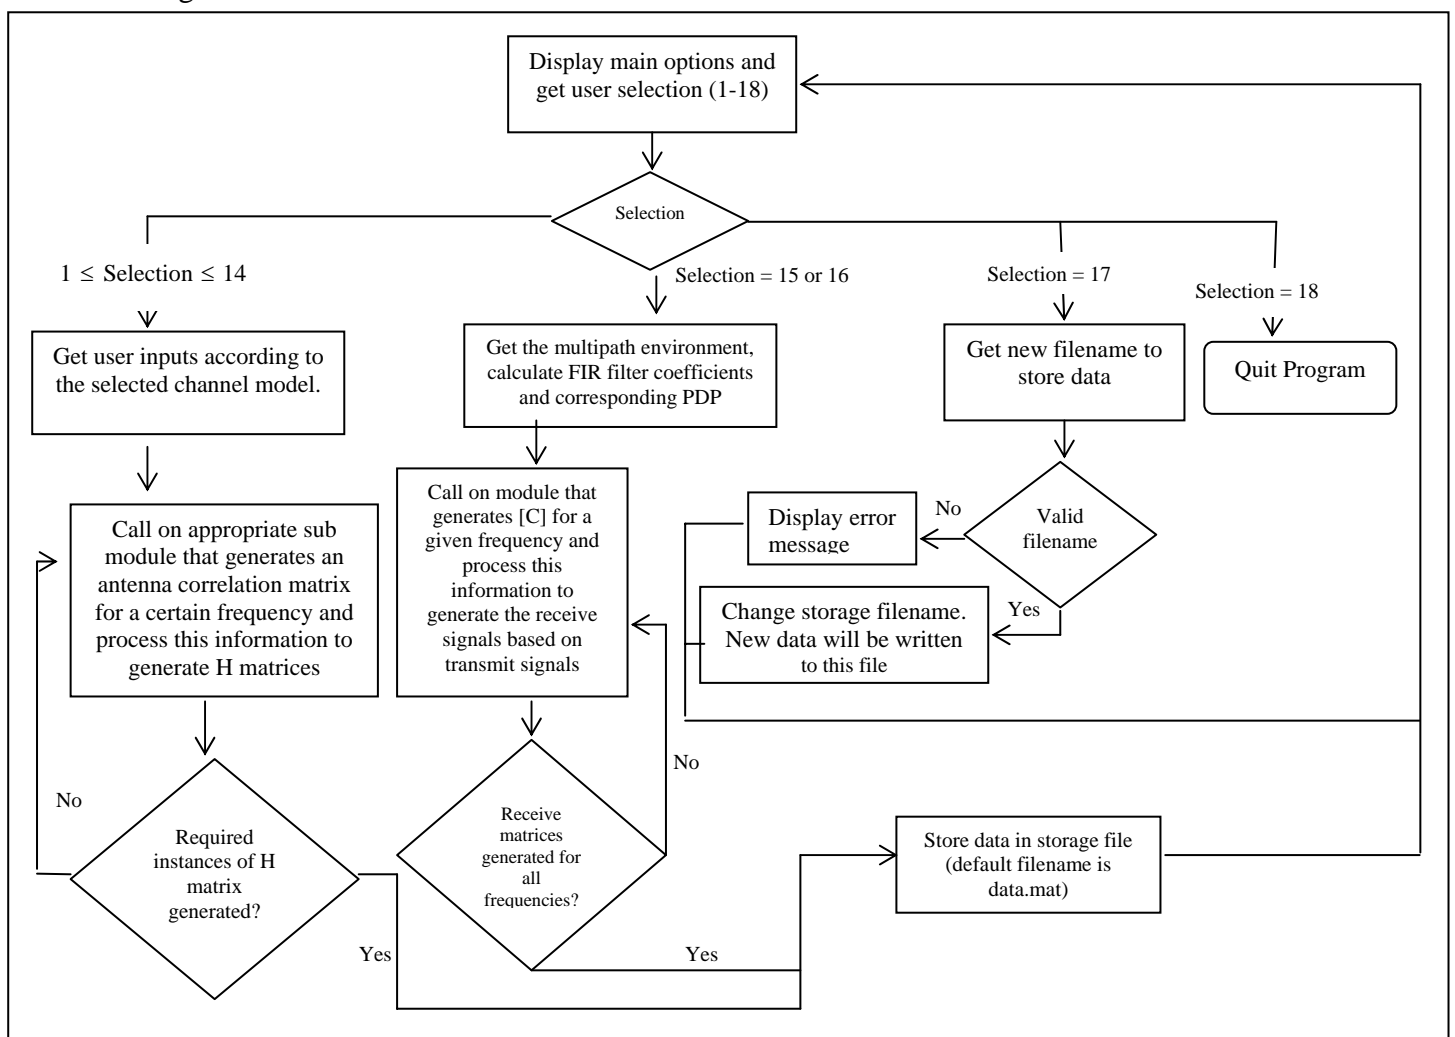 Display main options and
get user selection (1-18)
Selection
1 ≤ Selection ≤ 14
Selection = 15 or 16
Selection = 17
Selection = 18
Get user inputs according to
the selected channel model.
Get the multipath environment,
calculate FIR filter coefficients
and corresponding PDP
Get new filename to
store data
Quit Program
Call on appropriate sub
module that generates an
antenna correlation matrix
for a certain frequency and
process this information to
generate H matrices
Call on module that
generates [C] for a
given frequency and
process this
information to
generate the receive
signals based on
transmit signals
Display error
message
No
Valid
filename
Yes
Change storage filename.
New data will be written
to this file
No
Required
instances of H
matrix
generated?
Yes
Receive
matrices
generated for
all
frequencies?
No
Yes
Store data in storage file
(default filename is
data.mat)